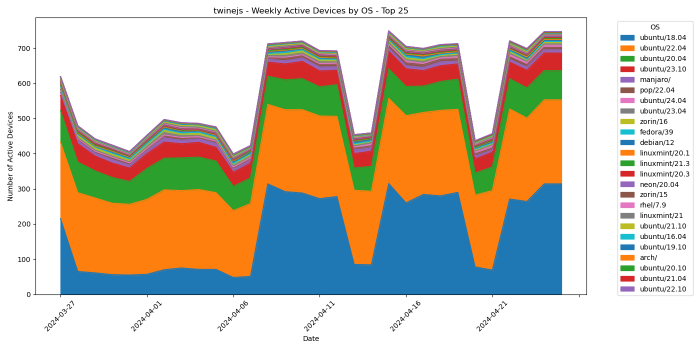 twinejs - Weekly Active Devices by OS - Top 25
Number of Active Devices
700
600
500
400
300
200
100
0
2024-03-27
2024-04-01
2024-04-06
2024-04-11
2024-04-16
2024-04-21
Date
OS
ubuntu/18.04
ubuntu/22.04
ubuntu/20.04
ubuntu/23.10
manjaro/
pop/22.04
ubuntu/24.04
ubuntu/23.04
zorin/16
fedora/39
debian/12
linuxmint/20.1
linuxmint/21.3
linuxmint/20.3
neon/20.04
zorin/15
rhel/7.9
linuxmint/21
ubuntu/21.10
ubuntu/16.04
ubuntu/19.10
arch/
ubuntu/20.10
ubuntu/21.04
ubuntu/22.10